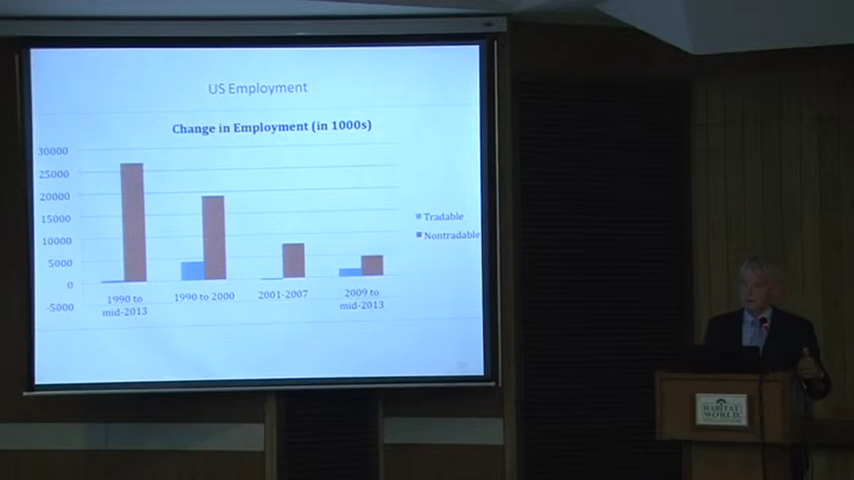 US Employment
Change in Employment (in 1000s)
30000
25000
20000
15000
10000
5000
0
-5000
1990 to mid-2013
1990 to 2000
2001-2007
2009 to mid-2013
Tradable
Nontradable
HABITAT
WORLD